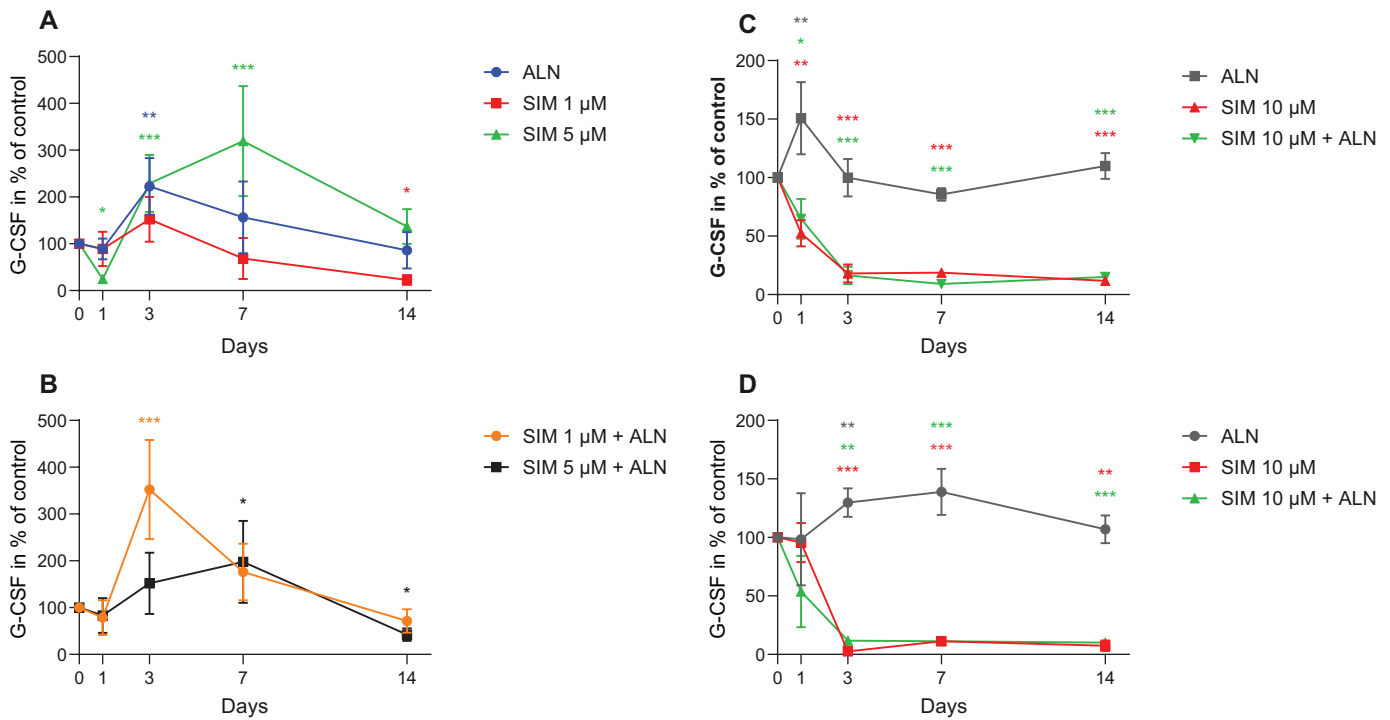 A
G-CSF in % of control
500
400
300
200
100
0
** 
***
*
***
*
0 1 3 7 14
Days
ALN
SIM 1 µM
SIM 5 µM
C
G-CSF in % of control
200
150
100
50
0
**
*
**
***
***
***
***
***
***
0 1 3 7 14
Days
ALN
SIM 10 µM
SIM 10 µM + ALN
B
G-CSF in % of control
500
400
300
200
100
0
***
*
*
0 1 3 7 14
Days
SIM 1 µM + ALN
SIM 5 µM + ALN
D
G-CSF in % of control
200
150
100
50
0
**
**
***
***
***
**
***
0 1 3 7 14
Days
ALN
SIM 10 µM
SIM 10 µM + ALN